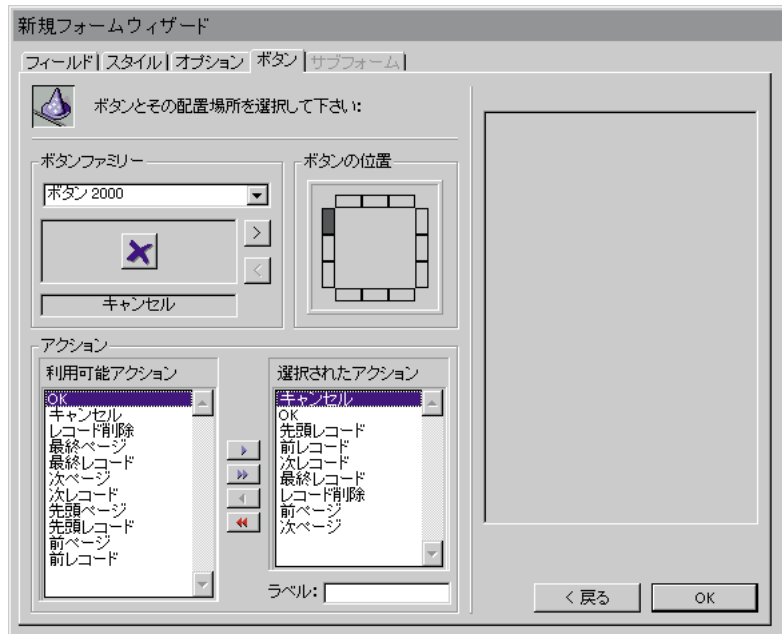 新規フォームウィザード
フィールド スタイル オプション ボタン サブフォーム
ボタンとその配置場所を選択して下さい:
ボタンファミリー
ボタン 2000
>
<
キャンセル
ボタンの位置
アクション
利用可能アクション
OK
キャンセル
レコード削除
最終ページ
最終レコード
次ページ
次レコード
先頭ページ
先頭レコード
前ページ
前レコード
選択されたアクション
キャンセル
OK
先頭レコード
前レコード
次レコード
最終レコード
レコード削除
前ページ
次ページ
ラベル:
< 戻る
OK